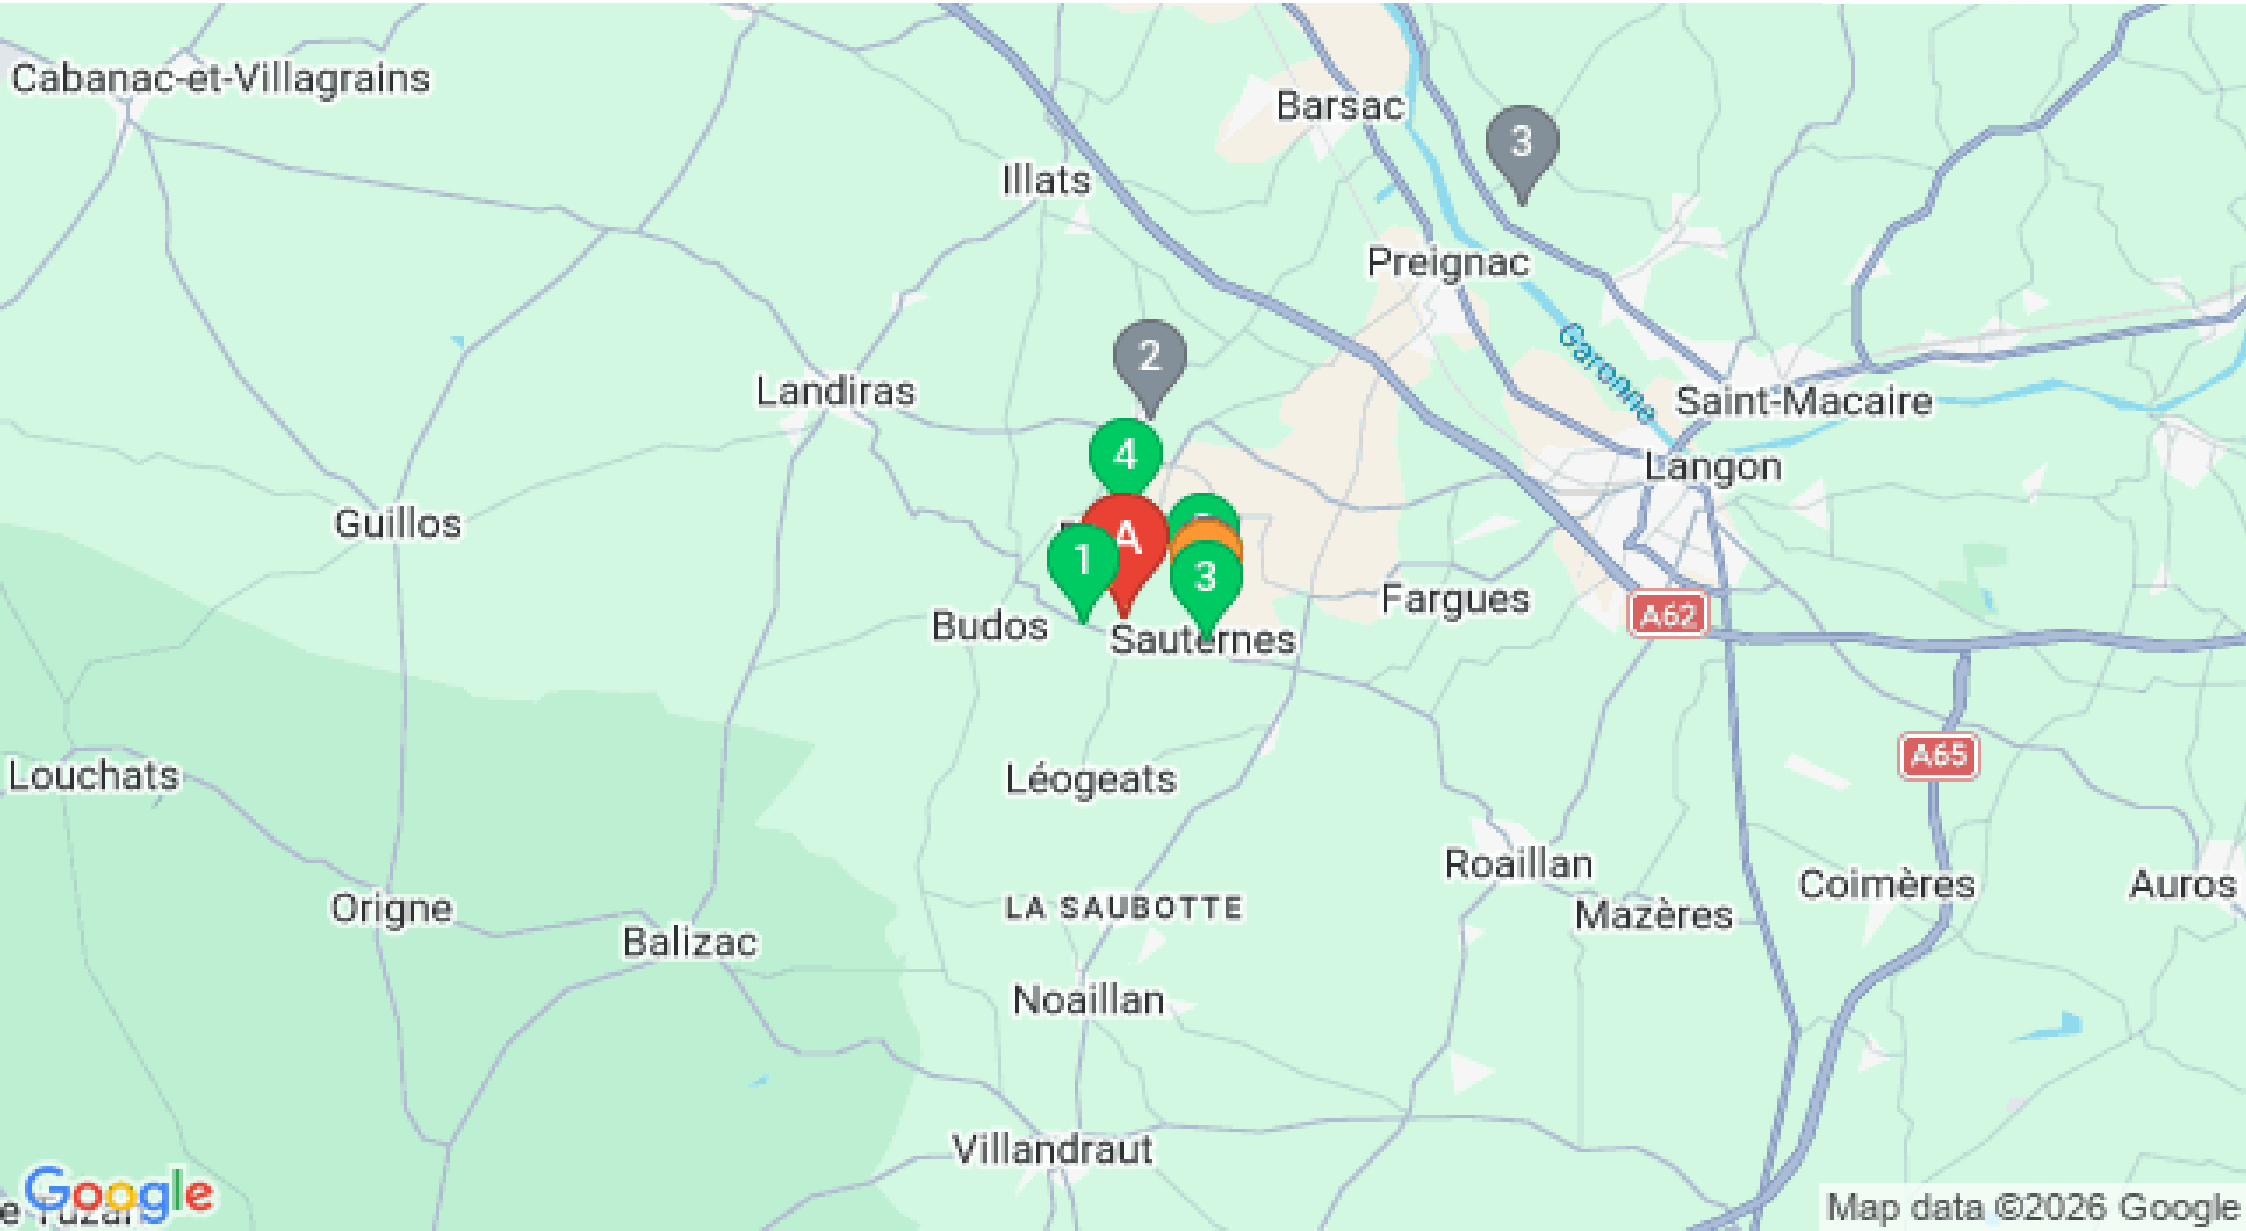 Cabanac-et-Villagrains
Barsac
3
Illats
Preignac
Garonne
2
Landiras
Saint-Macaire
4
Langon
Guillos
A
1
3
Fargues
A62
Budos
Sauternes
A65
Louchats
Léogeats
Roaillan
Coimères
Auros
Origne
LA SAUBOTTE
Mazères
Balizac
Noaillan
Villandraut
Google
Map data ©2026 Google